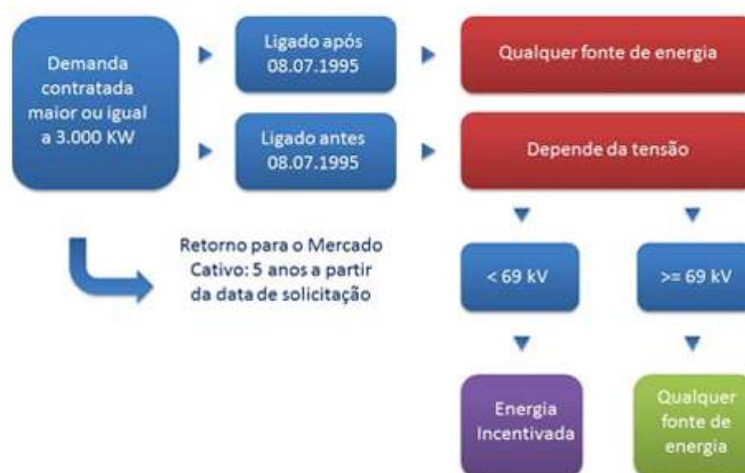 Demanda
contratada
maior ou igual
a 3.000 KW
Ligado após
08.07.1995
Qualquer fonte de energia
Ligado antes
08.07.1995
Depende da tensão
Retorno para o Mercado
Cativo: 5 anos a partir
da data de solicitação
< 69 kV
>= 69 kV
Energia
Incentivada
Qualquer
fonte de
energia